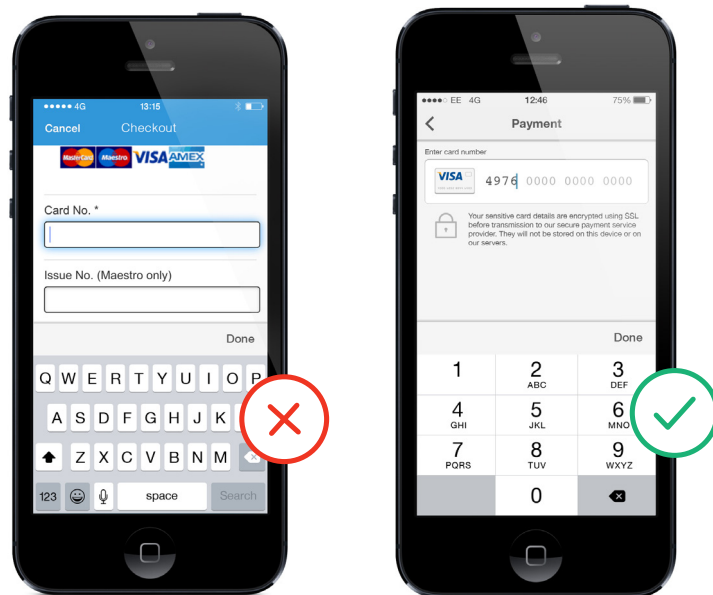 4G 13:15
Cancel Checkout
MasterCard Maestro VISA AMEX
Card No. *
Issue No. (Maestro only)
Done
Q W E R T Y U I O P
A S D F G H J K
Z X C V B N M
123 space Search
EE 4G 12:46 75%
Payment
Enter card number
VISA 4976 0000 0000 0000
Your sensitive card details are encrypted using SSL
before transmission to our secure payment service
provider. They will not be stored on this device or on
our servers.
Done
1 2 3
ABC DEF
4 5 6
GHI JKL MNO
7 8 9
PQRS TUV WXYZ
0